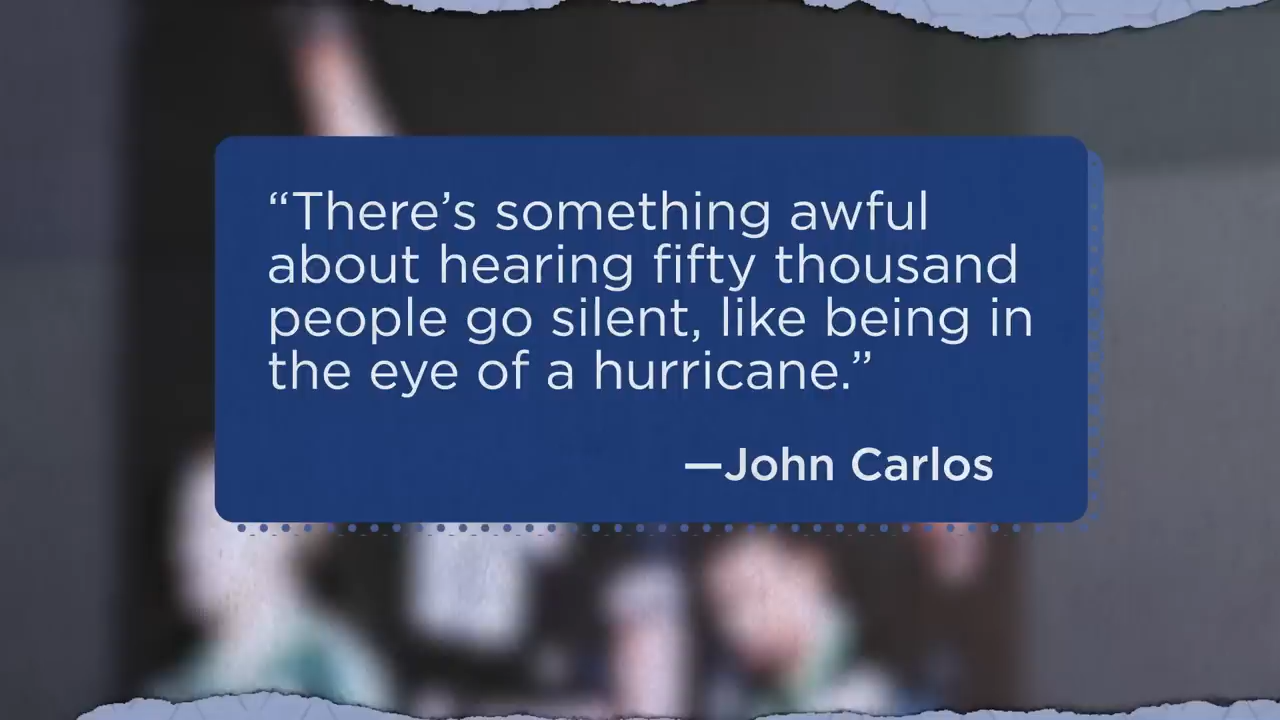 “There’s something awful
about hearing fifty thousand
people go silent, like being in
the eye of a hurricane.”
—John Carlos